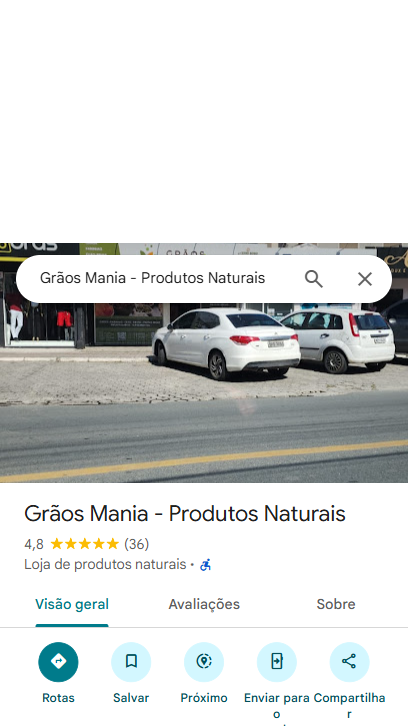 Grãos Mania - Produtos Naturais
Grãos Mania - Produtos Naturais
4,8 (36)
Loja de produtos naturais ·
Visão geral
Avaliações
Sobre
Rotas
Salvar
Próximo
Enviar para o
Compartilhar